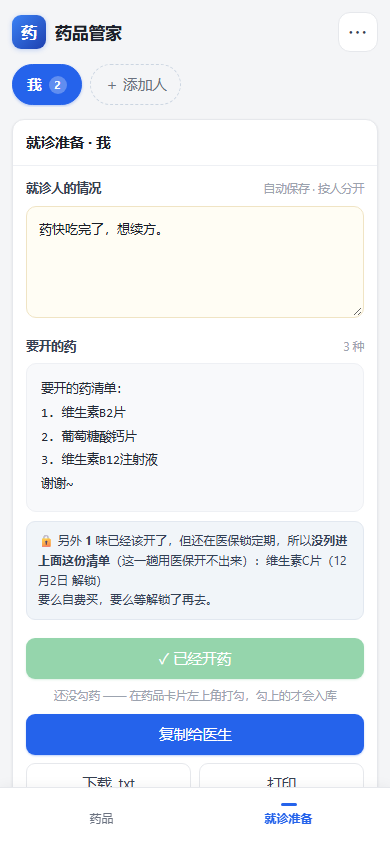 药 药品管家 ...
我 2 + 添加人
就诊准备 · 我
就诊人的情况 自动保存 · 按人分开
药快吃完了，想续方。
要开的药 3 种
要开的药清单：
1. 维生素B2片
2. 葡萄糖酸钙片
3. 维生素B12注射液
谢谢~
🔒 另外 1 味已经该开了，但还在医保锁定期，所以没列进
上面这份清单（这一趟用医保开不出来）：维生素C片（12
月2日 解锁）
要么自费买，要么等解锁了再去。
✓ 已经开药
还没勾药 —— 在药品卡片左上角打勾，勾上的才会入库
复制给医生
下载 .txt 打印
药品 就诊准备